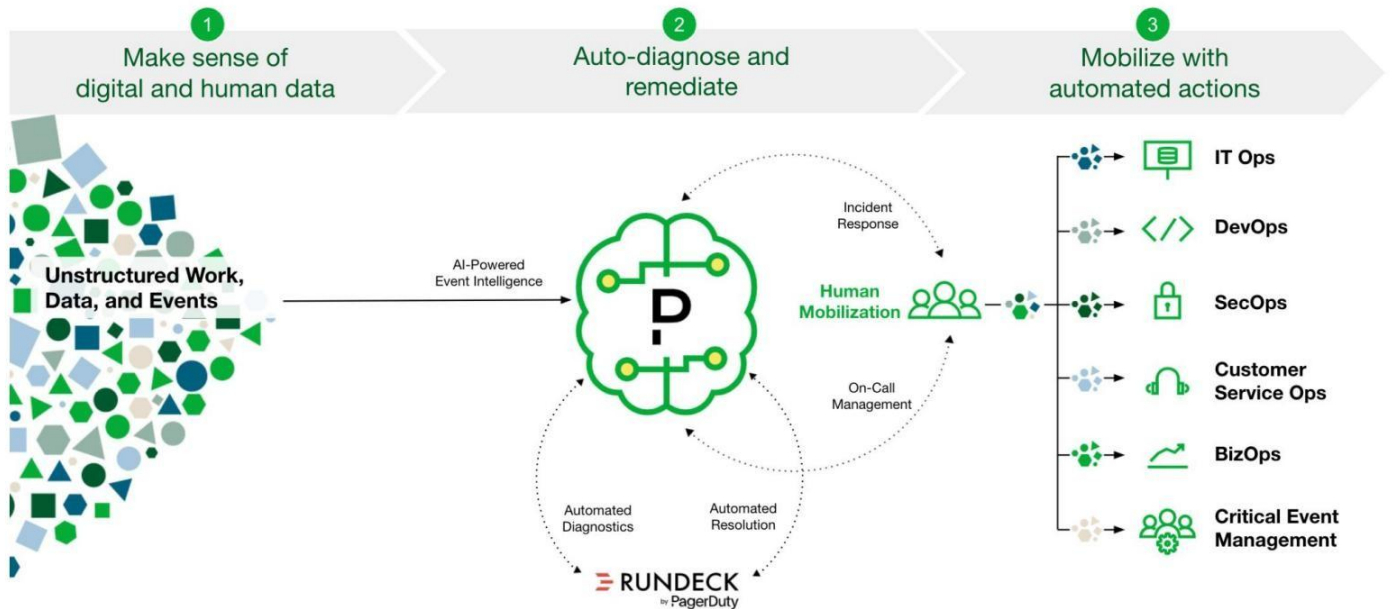 1
Make sense of
digital and human data
2
Auto-diagnose and
remediate
3
Mobilize with
automated actions
Unstructured Work,
Data, and Events
AI-Powered
Event Intelligence
P
Incident
Response
Human
Mobilization
On-Call
Management
Automated
Diagnostics
Automated
Resolution
RUNDECK
by PagerDuty
IT Ops
DevOps
SecOps
Customer
Service Ops
BizOps
Critical Event
Management